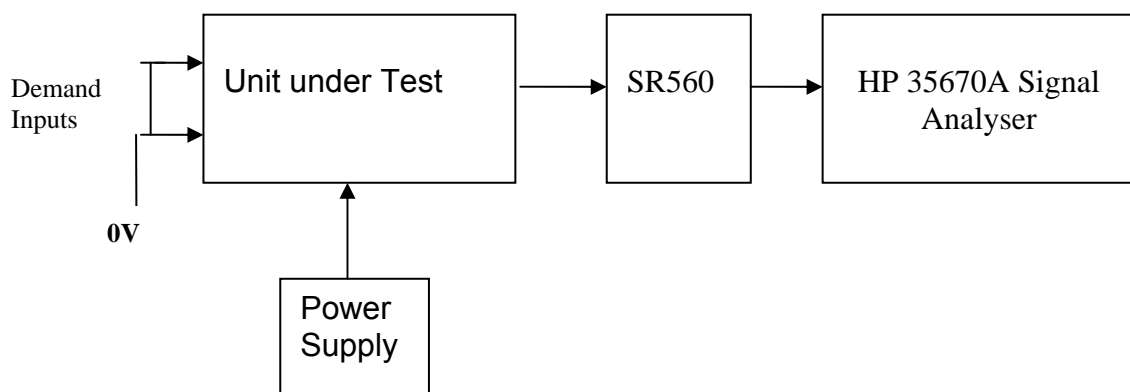 Demand
Inputs
0V
Unit under Test
SR560
HP 35670A Signal
Analyser
Power
Supply